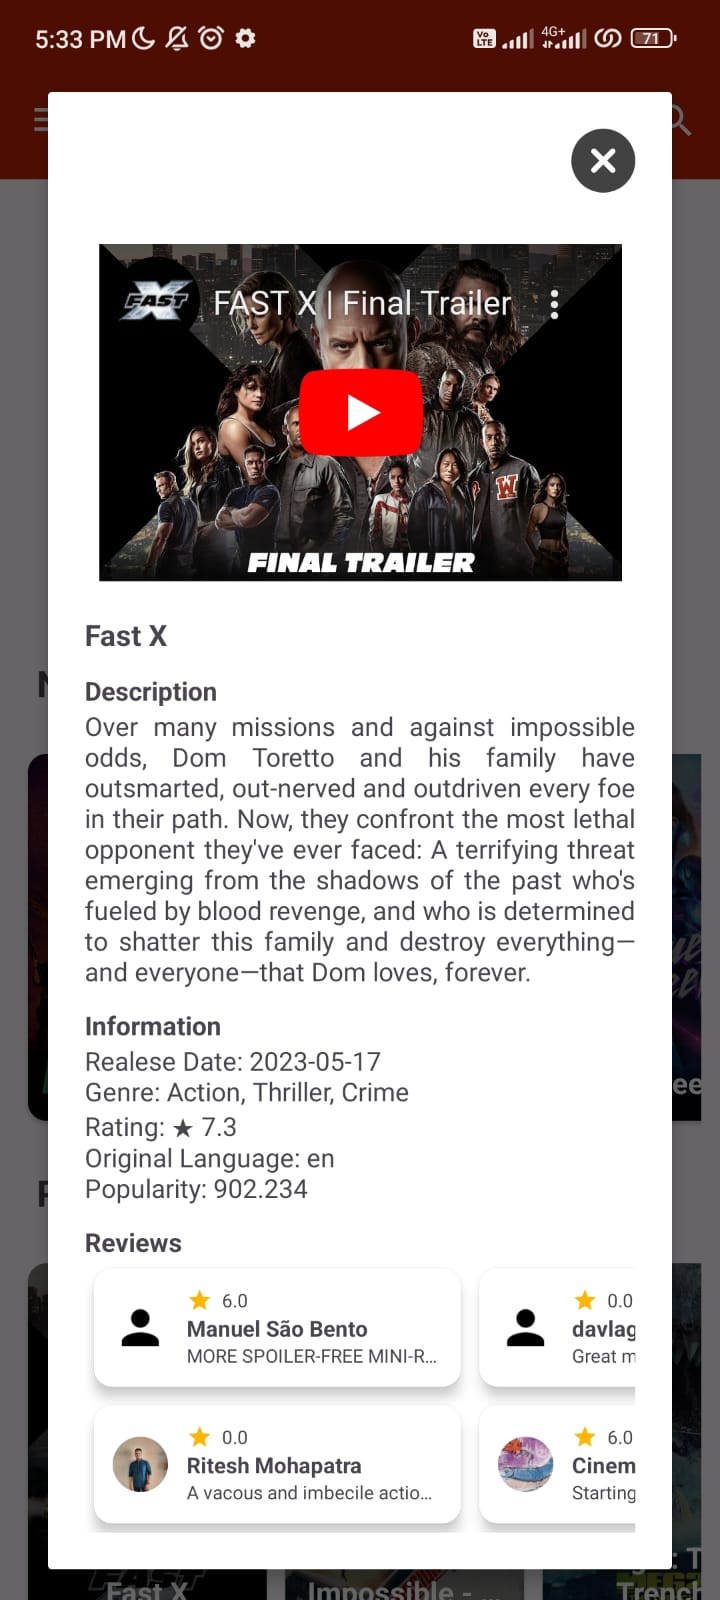 5:33 PM
Vo LTE
4G+
71
FAST X
FAST X | Final Trailer
W
FINAL TRAILER
Fast X
Description
Over many missions and against impossible
odds, Dom Toretto and his family have
outsmarted, out-nerved and outdriven every foe
in their path. Now, they confront the most lethal
opponent they've ever faced: A terrifying threat
emerging from the shadows of the past who's
fueled by blood revenge, and who is determined
to shatter this family and destroy everything—
and everyone—that Dom loves, forever.
Information
Realese Date: 2023-05-17
Genre: Action, Thriller, Crime
Rating: ★ 7.3
Original Language: en
Popularity: 902.234
Reviews
6.0
Manuel São Bento
MORE SPOILER-FREE MINI-R...
0.0
davlag
Great m
0.0
Ritesh Mohapatra
A vacous and imbecile actio...
6.0
Cinem
Starting
Fast X
Impossible - ...
: T
Trench